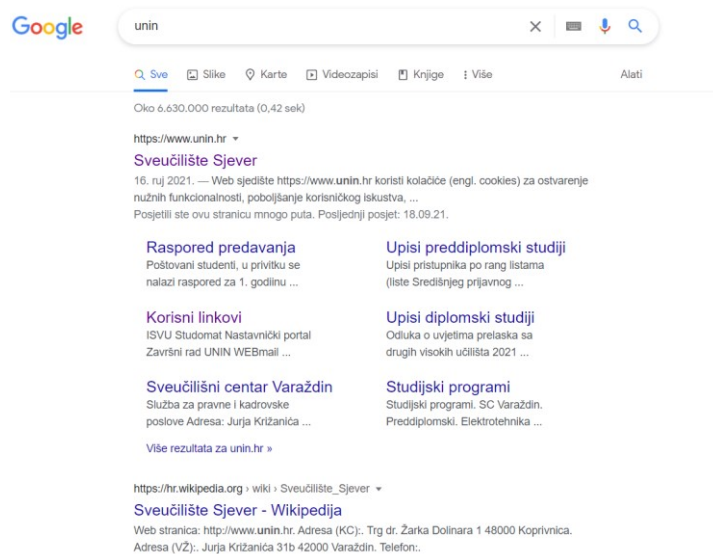 Google
unin
Sve Slike Karte Videozapisi Knjige Više Alati
Oko 6.630.000 rezultata (0,42 sek)
https://www.unin.hr
Sveučilište Sjever
16. ruj 2021. — Web sjedište https://www.unin.hr koristi kolačiće (engl. cookies) za ostvarenje
nužnih funkcionalnosti, poboljšanje korisničkog iskustva, ...
Posjetili ste ovu stranicu mnogo puta. Posljednji posjet: 18.09.21.
Raspored predavanja
Poštovani studenti, u privitku se
nalazi raspored za 1. godiinu ...
Upisi preddiplomski studiji
Upisi pristupnika po rang listama
(liste Središnjeg prijavnog ...
Korisni linkovi
ISVU Studomat Nastavnički portal
Završni rad UNIN WEBmail ...
Upisi diplomski studiji
Odluka o uvjetima prelaska sa
drugih visokih učilišta 2021 ...
Sveučilišni centar Varaždin
Služba za pravne i kadrovske
poslove Adresa: Jurja Križanića ...
Studijski programi
Studijski programi. SC Varaždin.
Preddiplomski. Elektrotehnika ...
Više rezultata za unin.hr »
https://hr.wikipedia.org › wiki › Sveučilište_Sjever
Sveučilište Sjever - Wikipedija
Web stranica: http://www.unin.hr. Adresa (KC):. Trg dr. Žarka Dolinara 1 48000 Koprivnica.
Adresa (VŽ):. Jurja Križanića 31b 42000 Varaždin. Telefon:.